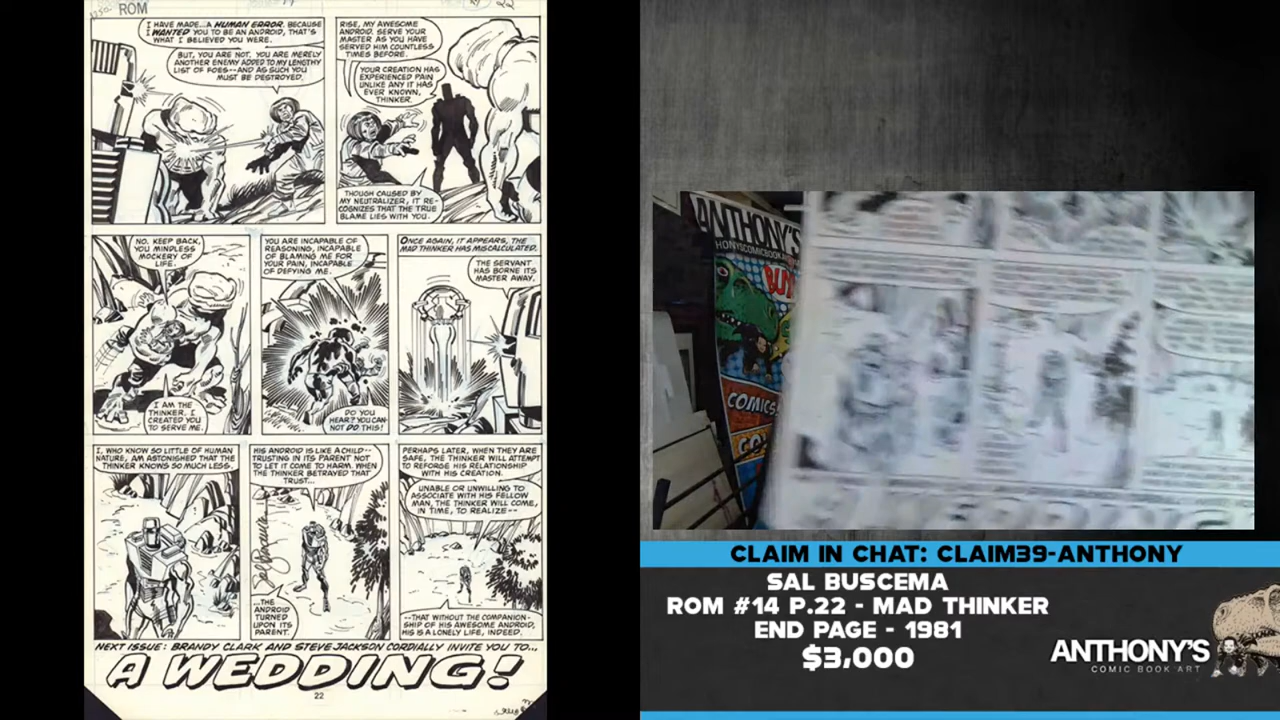 ROM
22
I HAVE MADE...A HUMAN ERROR. BECAUSE
I WANTED YOU TO BE AN ANDROID, THAT'S
WHAT I BELIEVED YOU WERE.
BUT, YOU ARE NOT. YOU ARE MERELY
ANOTHER ENEMY ADDED TO MY LENGTHY
LIST OF FOES--AND AS SUCH YOU
MUST BE DESTROYED.
RISE, MY AWESOME
ANDROID. SERVE YOUR
MASTER AS YOU HAVE
SERVED HIM COUNTLESS
TIMES BEFORE.
YOUR CREATION HAS
EXPERIENCED PAIN
UNLIKE ANY IT HAS
EVER KNOWN,
THINKER.
THOUGH CAUSED BY
MY NEUTRALIZER, IT RE-
COGNIZES THAT THE TRUE
BLAME LIES WITH YOU.
NO. KEEP BACK,
YOU MINDLESS
MOCKERY OF
LIFE.
I AM THE
THINKER. I
CREATED YOU
TO SERVE ME.
YOU ARE INCAPABLE OF
REASONING, INCAPABLE
OF BLAMING ME FOR
YOUR PAIN, INCAPABLE
OF DEFYING ME.
DO YOU
HEAR? YOU CAN-
NOT DO THIS!
ONCE AGAIN, IT APPEARS, THE
MAD THINKER HAS MISCALCULATED.
THE SERVANT
HAS BORNE ITS
MASTER AWAY.
I, WHO KNOW SO LITTLE OF HUMAN
NATURE, AM ASTONISHED THAT THE
THINKER KNOWS SO MUCH LESS.
HIS ANDROID IS LIKE A CHILD--
TRUSTING IN ITS PARENT NOT
TO LET IT COME TO HARM. WHEN
THE THINKER BETRAYED THAT
TRUST...
...THE
ANDROID
TURNED
UPON ITS
PARENT.
Sal Buscema
PERHAPS LATER, WHEN THEY ARE
SAFE, THE THINKER WILL ATTEMPT
TO REFORGE HIS RELATIONSHIP
WITH HIS CREATION.
UNABLE OR UNWILLING TO
ASSOCIATE WITH HIS FELLOW
MAN, THE THINKER WILL COME,
IN TIME, TO REALIZE--
--THAT WITHOUT THE COMPANION-
SHIP OF HIS AWESOME ANDROID,
HIS IS A LONELY LIFE, INDEED.
NEXT ISSUE: BRANDY CLARK AND STEVE JACKSON CORDIALLY INVITE YOU TO...
A WEDDING!
22
ANTHONY'S
BUY
COMICS
CLAIM IN CHAT: CLAIM39-ANTHONY
SAL BUSCEMA
ROM #14 P.22 - MAD THINKER
END PAGE - 1981
$3,000
ANTHONY'S
COMIC BOOK ART